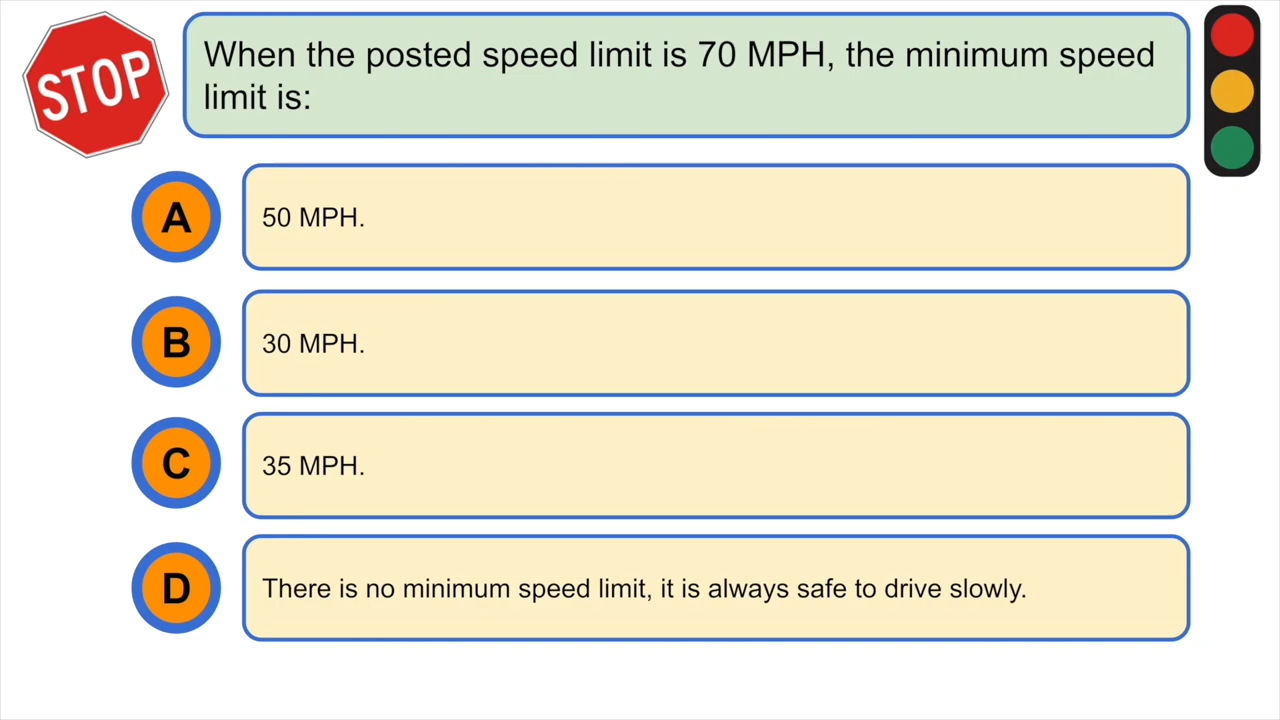 STOP
When the posted speed limit is 70 MPH, the minimum speed
limit is:
A
50 MPH.
B
30 MPH.
C
35 MPH.
D
There is no minimum speed limit, it is always safe to drive slowly.